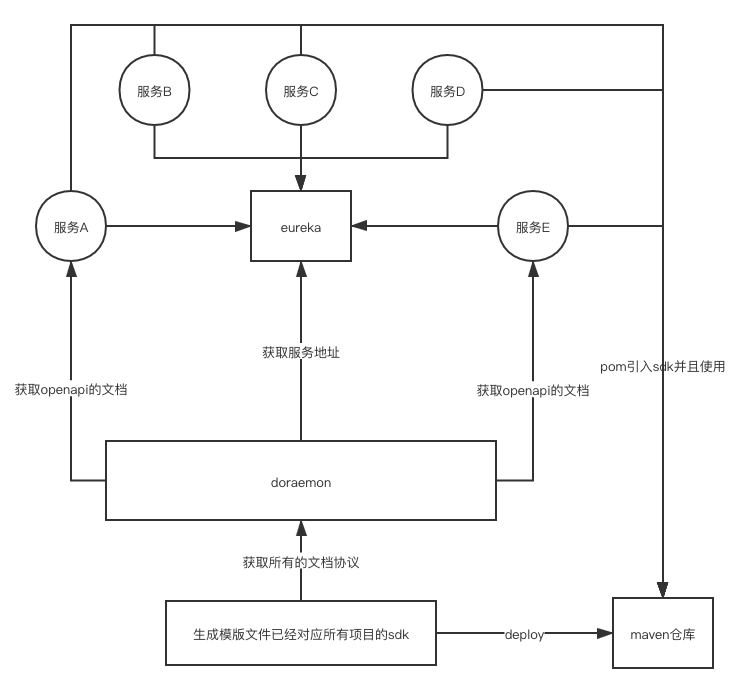 服务B
服务C
服务D
服务A
eureka
服务E
获取服务地址
pom引入sdk并且使用
获取openapi的文档
获取openapi的文档
doraemon
获取所有的文档协议
生成模版文件已经对应所有项目的sdk
deploy
maven仓库